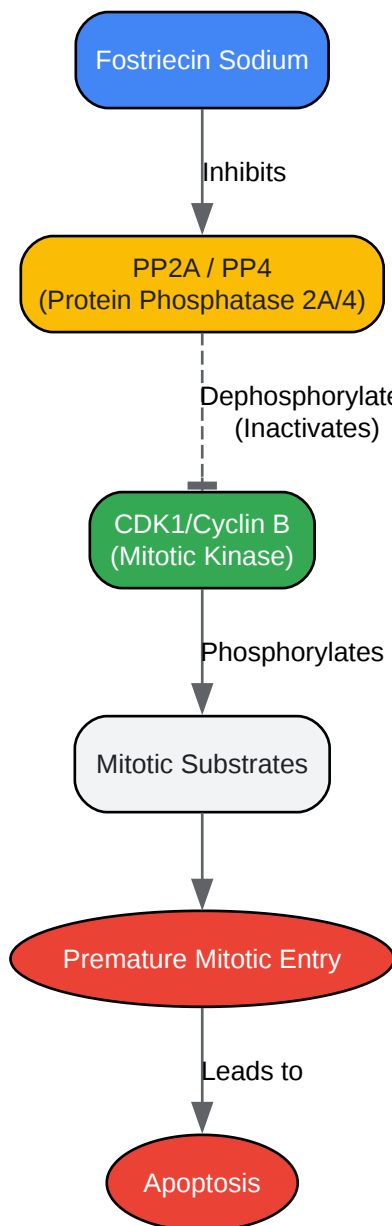 Fostriecin Sodium
Inhibits
PP2A / PP4
(Protein Phosphatase 2A/4)
Dephosphorylate
(Inactivates)
CDK1/Cyclin B
(Mitotic Kinase)
Phosphorylates
Mitotic Substrates
Premature Mitotic Entry
Leads to
Apoptosis